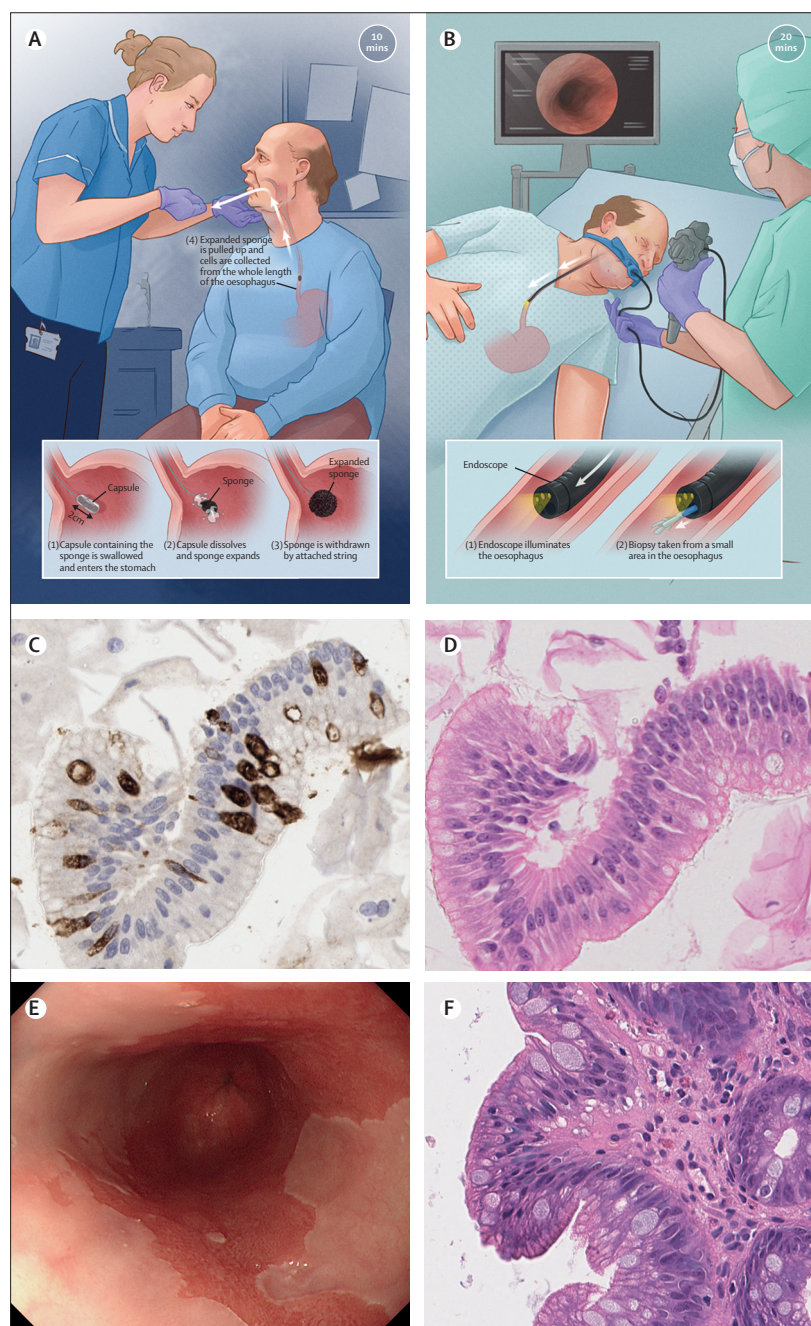 A
10
mins
(4) Expanded sponge
is pulled up and
cells are collected
from the whole length
of the oesophagus
Capsule
2cm
Sponge
Expanded
sponge
(1) Capsule containing the
sponge is swallowed
and enters the stomach
(2) Capsule dissolves
and sponge expands
(3) Sponge is withdrawn
by attached string
B
20
mins
Endoscope
(1) Endoscope illuminates
the oesophagus
(2) Biopsy taken from a small
area in the oesophagus
C
D
E
F